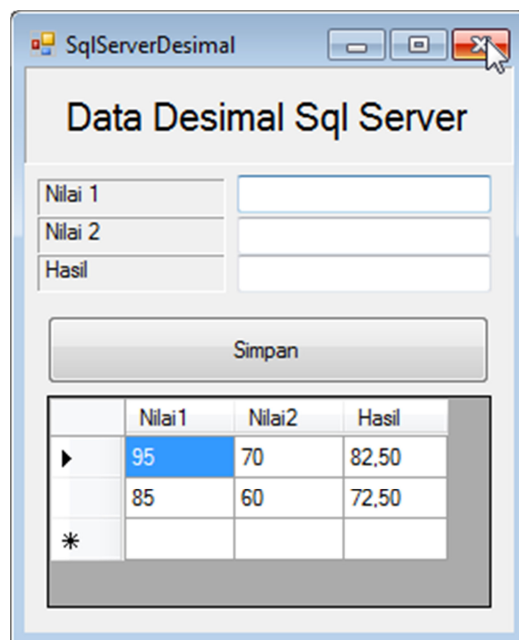 SqlServerDesimal
Data Desimal Sql Server
Nilai 1
Nilai 2
Hasil
Simpan
Nilai1 Nilai2 Hasil
95 70 82,50
85 60 72,50